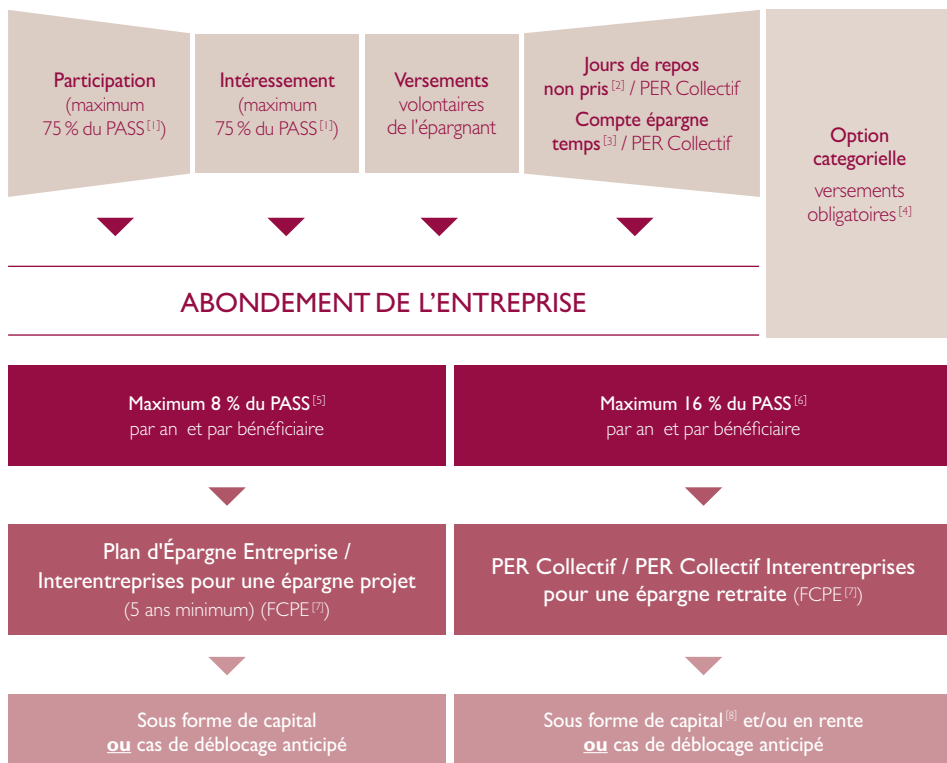 Participation
(maximum
75 % du PASS[1])
Intéressement
(maximum
75 % du PASS[1])
Versements
volontaires
de l'épargnant
Jours de repos
non pris[2] / PER Collectif
Compte épargne
temps[3] / PER Collectif
Option
categorielle
versements
obligatoires[4]
ABONDEMENT DE L'ENTREPRISE
Maximum 8 % du PASS[5]
par an et par bénéficiaire
Maximum 16 % du PASS[6]
par an et par bénéficiaire
Plan d'Épargne Entreprise /
Interentreprises pour une épargne projet
(5 ans minimum) (FCPE[7])
PER Collectif / PER Collectif Interentreprises
pour une épargne retraite (FCPE[7])
Sous forme de capital
ou cas de déblocage anticipé
Sous forme de capital[8] et/ou en rente
ou cas de déblocage anticipé